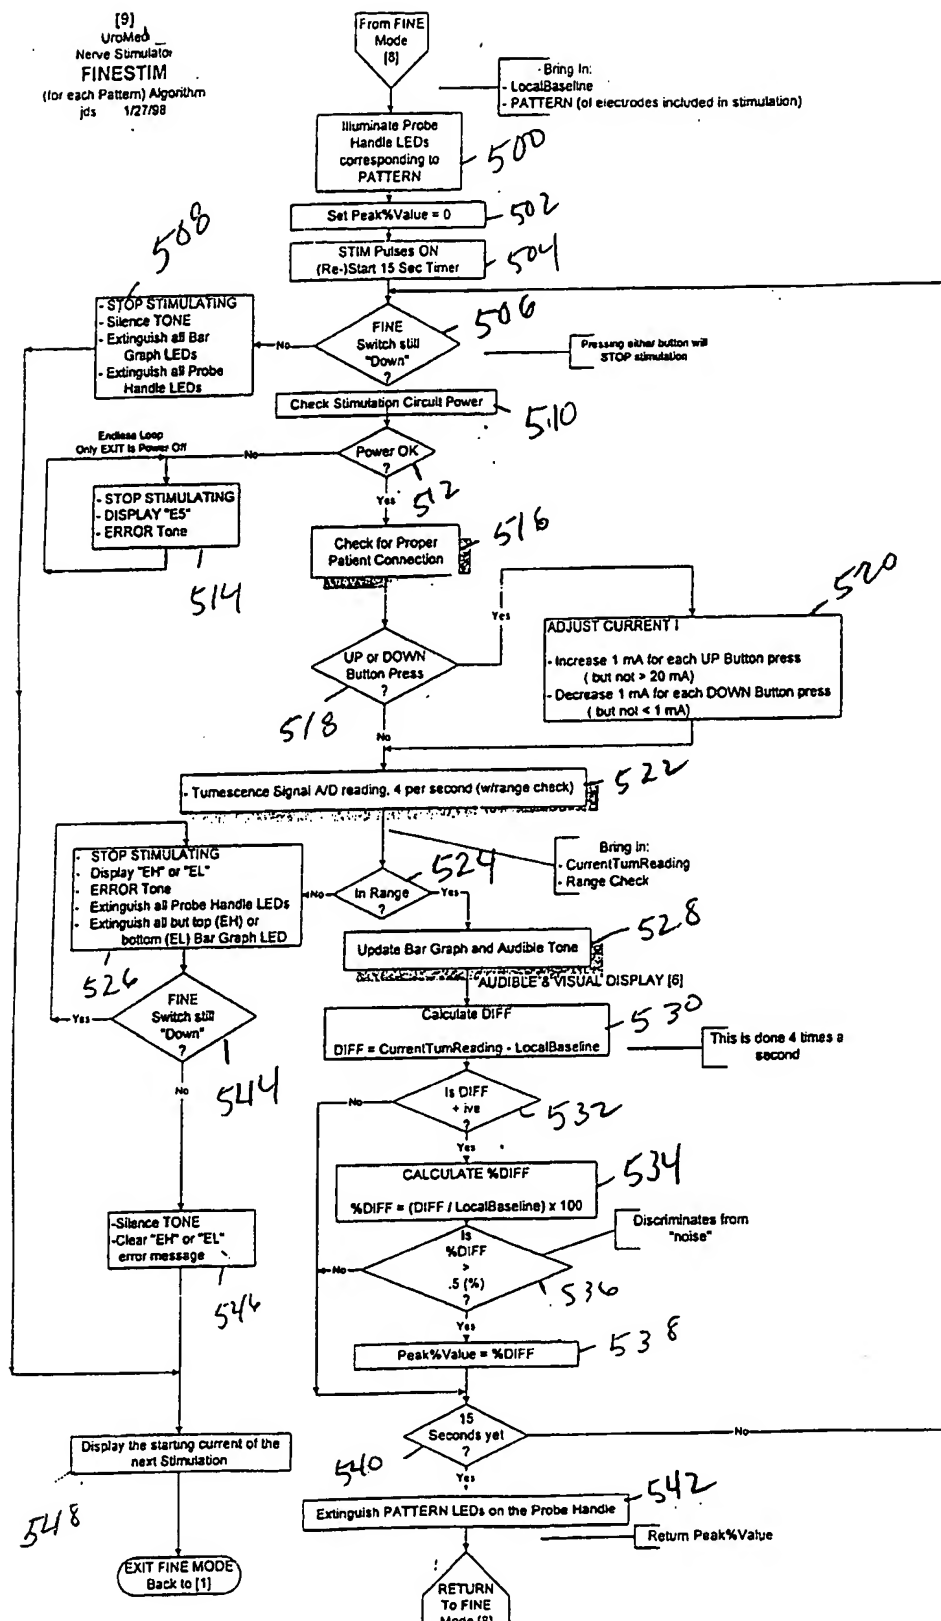 [9]
UroMed
Nerve Stimulator
FINESTIM
(for each Pattern) Algorithm
jds 1/27/98
From FINE
Mode
[8]
Bring In:
- LocalBaseline
- PATTERN (of electrodes included in stimulation)
Illuminate Probe
Handle LEDs
corresponding to
PATTERN
500
Set Peak%Value = 0
502
STIM Pulses ON
(Re-)Start 15 Sec Timer
504
508
- STOP STIMULATING
- Silence TONE
- Extinguish all Bar
Graph LEDs
- Extinguish all Probe
Handle LEDs
No
FINE
Switch still
"Down"
?
506
Pressing either button will
STOP stimulation
Check Stimulation Circuit Power
510
Endless Loop
Only EXIT is Power Off
No
Power OK
?
512
Yes
- STOP STIMULATING
- DISPLAY "E5"
- ERROR Tone
514
Check for Proper
Patient Connection
516
Yes
520
ADJUST CURRENT I
- Increase 1 mA for each UP Button press
( but not > 20 mA)
- Decrease 1 mA for each DOWN Button press
( but not < 1 mA)
UP or DOWN
Button Press
?
518
No
- Tumescence Signal A/D reading, 4 per second (w/range check)
522
Bring In:
- CurrentTumReading
- Range Check
- STOP STIMULATING
- Display "EH" or "EL"
- ERROR Tone
- Extinguish all Probe Handle LEDs
- Extinguish all but top (EH) or
bottom (EL) Bar Graph LED
526
No
In Range
?
524
Yes
Update Bar Graph and Audible Tone
528
AUDIBLE & VISUAL DISPLAY [6]
Yes
FINE
Switch still
"Down"
?
544
No
Calculate DIFF
DIFF = CurrentTumReading - LocalBaseline
530
This is done 4 times a
second
No
Is DIFF
+ ive
?
532
Yes
CALCULATE %DIFF
%DIFF = (DIFF / LocalBaseline) x 100
534
Discriminates from
"noise"
-Silence TONE
-Clear "EH" or "EL"
error message
546
No
Is
%DIFF
>
.5 (%)
?
536
Yes
Peak%Value = %DIFF
538
15
Seconds yet
?
540
No
Yes
Display the starting current of the
next Stimulation
548
Extinguish PATTERN LEDs on the Probe Handle
542
Return Peak%Value
EXIT FINE MODE
Back to [1]
RETURN
To FINE
Mode [8]